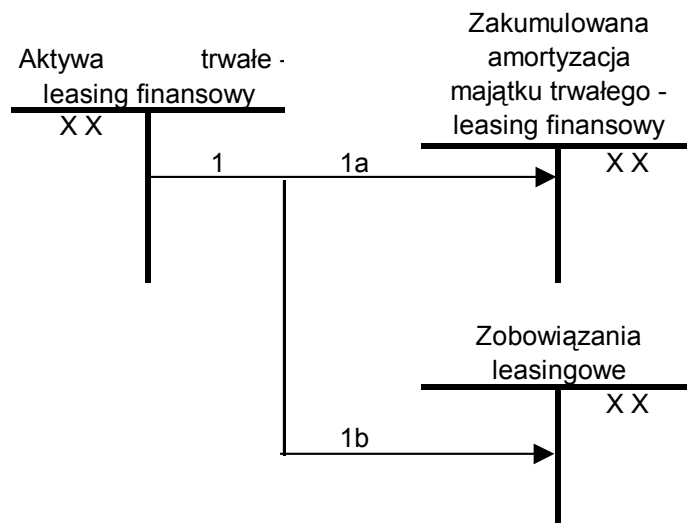 Aktywa trwałe -
leasing finansowy
X X
Zakumulowana
amortyzacja
majątku trwałego -
leasing finansowy
X X
1
1a
Zobowiązania
leasingowe
X X
1b